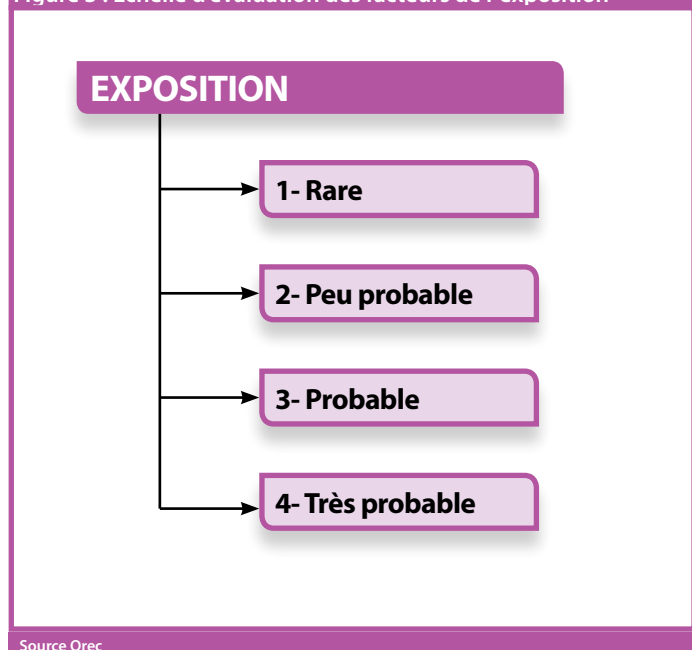 EXPOSITION
1- Rare
2- Peu probable
3- Probable
4- Très probable
Source Orec